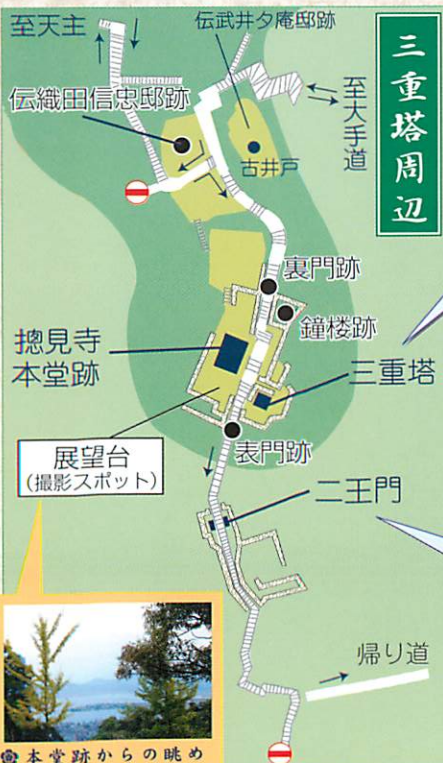 三重塔周辺
至天主
伝武井夕庵邸跡
伝織田信忠邸跡
至大手道
古井戸
裏門跡
鐘楼跡
摠見寺
本堂跡
三重塔
展望台
(撮影スポット)
表門跡
二王門
帰り道
本堂跡からの眺め